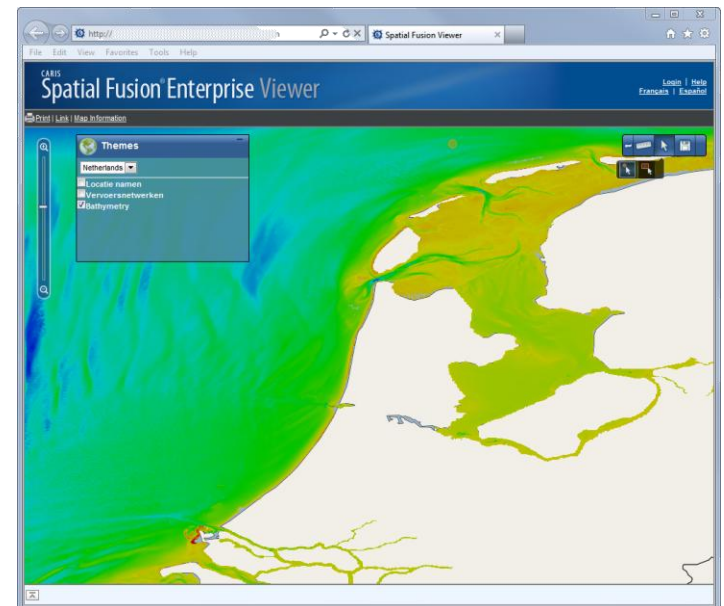 http://
Spatial Fusion Viewer
File Edit View Favorites Tools Help
CARIS
Spatial Fusion® Enterprise Viewer
Login | Help
Français | Español
Print | Link | Map Information
Themes
Netherlands
Locatie namen
Vervoersnetwerken
Bathymetry